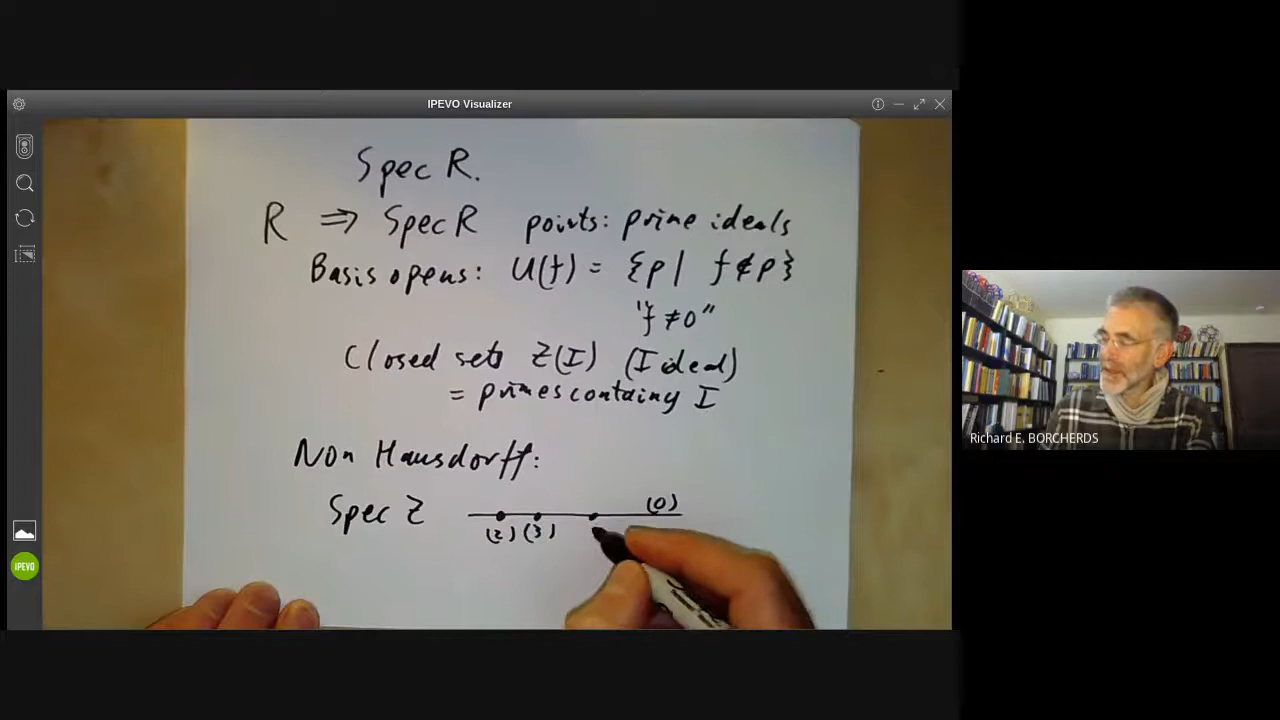 IPEVO Visualizer
Spec R.
R ⇒ Spec R points: prime ideals
Basis opens: U(f) = {p | f ∉ p}
"f ≠ 0"
Closed sets Z(I) (I ideal)
= primes containy I
Non Hausdorff:
Spec Z
(0)
(2) (3)
Richard E. BORCHERDS
IPEVO